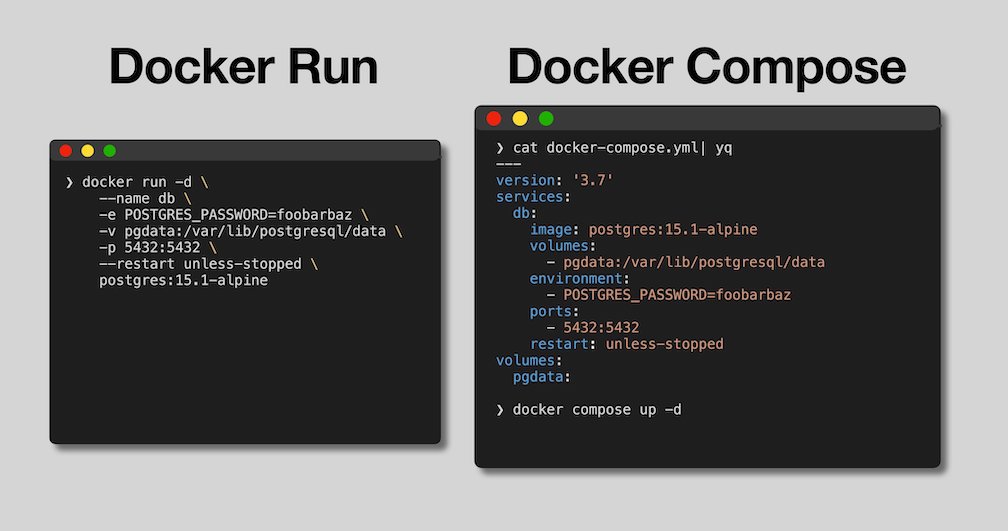 Docker Run
❯ docker run -d \
--name db \
-e POSTGRES_PASSWORD=foobarbaz \
-v pgdata:/var/lib/postgresql/data \
-p 5432:5432 \
--restart unless-stopped \
postgres:15.1-alpine
Docker Compose
❯ cat docker-compose.yml| yq
---
version: '3.7'
services:
  db:
    image: postgres:15.1-alpine
    volumes:
      - pgdata:/var/lib/postgresql/data
    environment:
      - POSTGRES_PASSWORD=foobarbaz
    ports:
      - 5432:5432
    restart: unless-stopped
volumes:
  pgdata:
❯ docker compose up -d